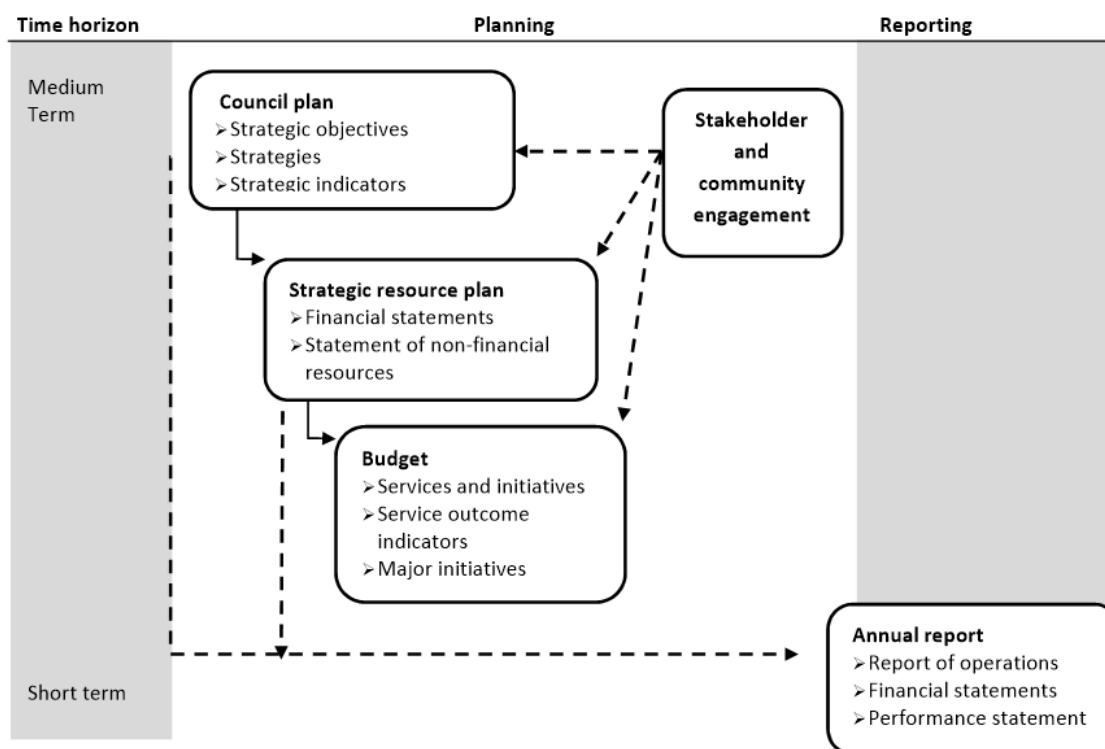 Time horizon
Planning
Reporting
Medium
Term
Council plan
➢Strategic objectives
➢Strategies
➢Strategic indicators
Stakeholder
and
community
engagement
Strategic resource plan
➢Financial statements
➢Statement of non-financial
resources
Budget
➢Services and initiatives
➢Service outcome
indicators
➢Major initiatives
Short term
Annual report
➢Report of operations
➢Financial statements
➢Performance statement